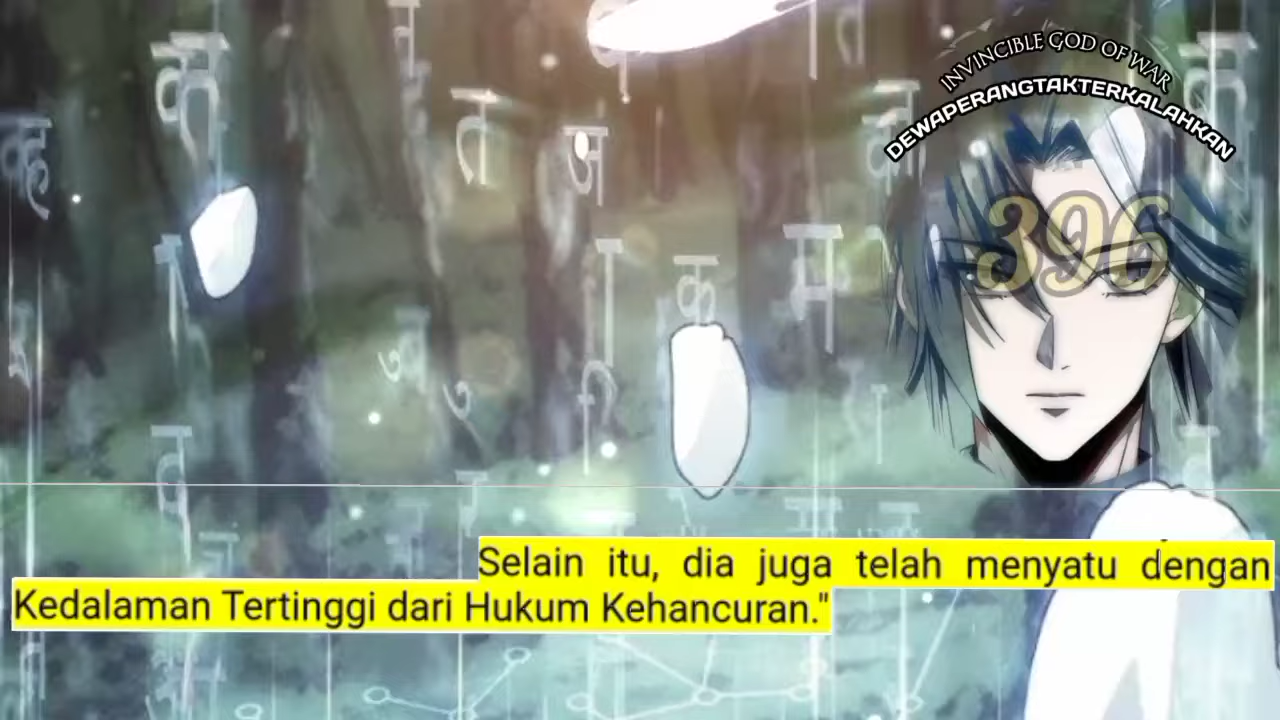 INVINCIBLE GOD OF WAR
DEWAPERANGTAKTERKALAHKAN
396
Selain itu, dia juga telah menyatu dengan
Kedalaman Tertinggi dari Hukum Kehancuran."